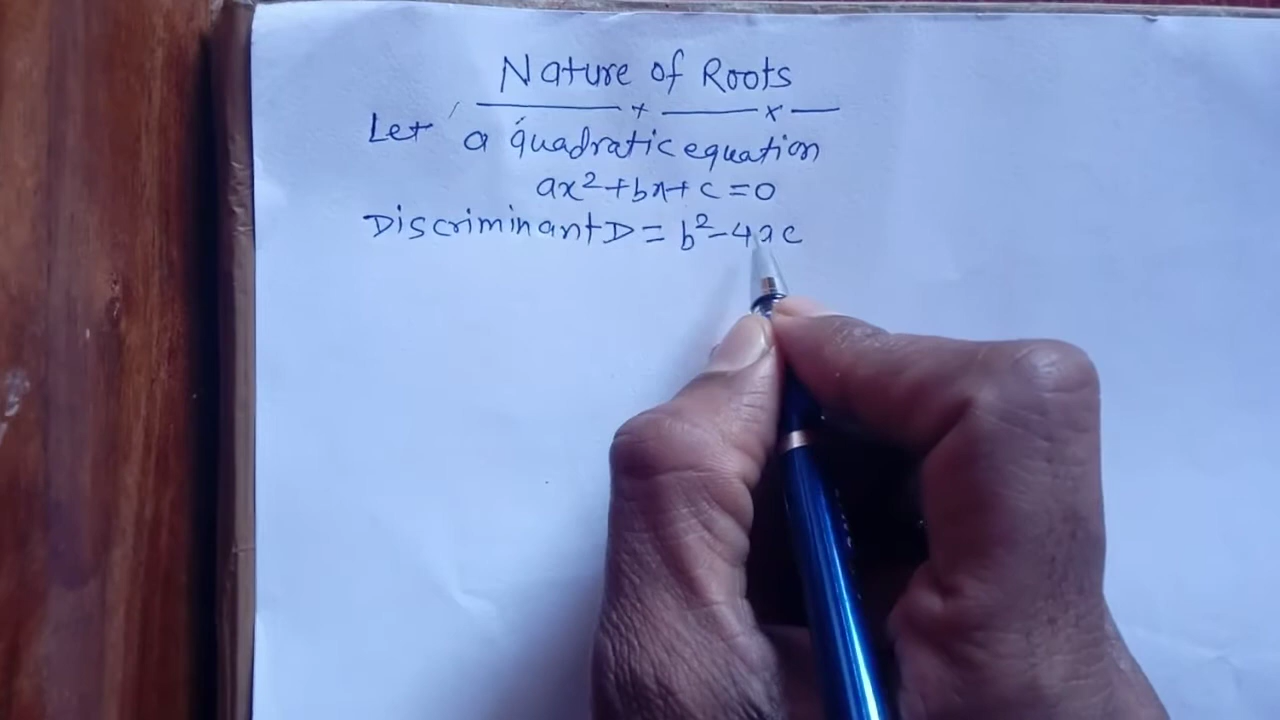 Nature of Roots
Let a quadratic equation
ax²+bx+c=0
Discriminant D = b²-4ac